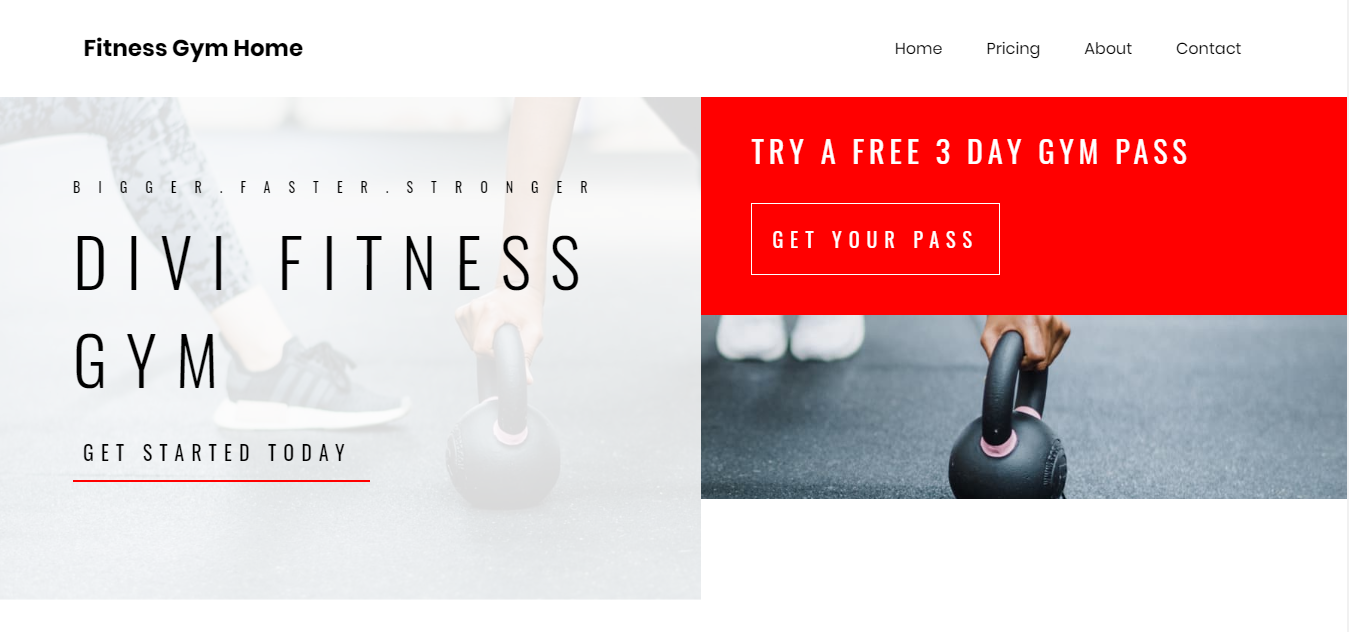 Fitness Gym Home
Home Pricing About Contact
BIGGER.FASTER.STRONGER
DIVI FITNESS
GYM
GET STARTED TODAY
TRY A FREE 3 DAY GYM PASS
GET YOUR PASS